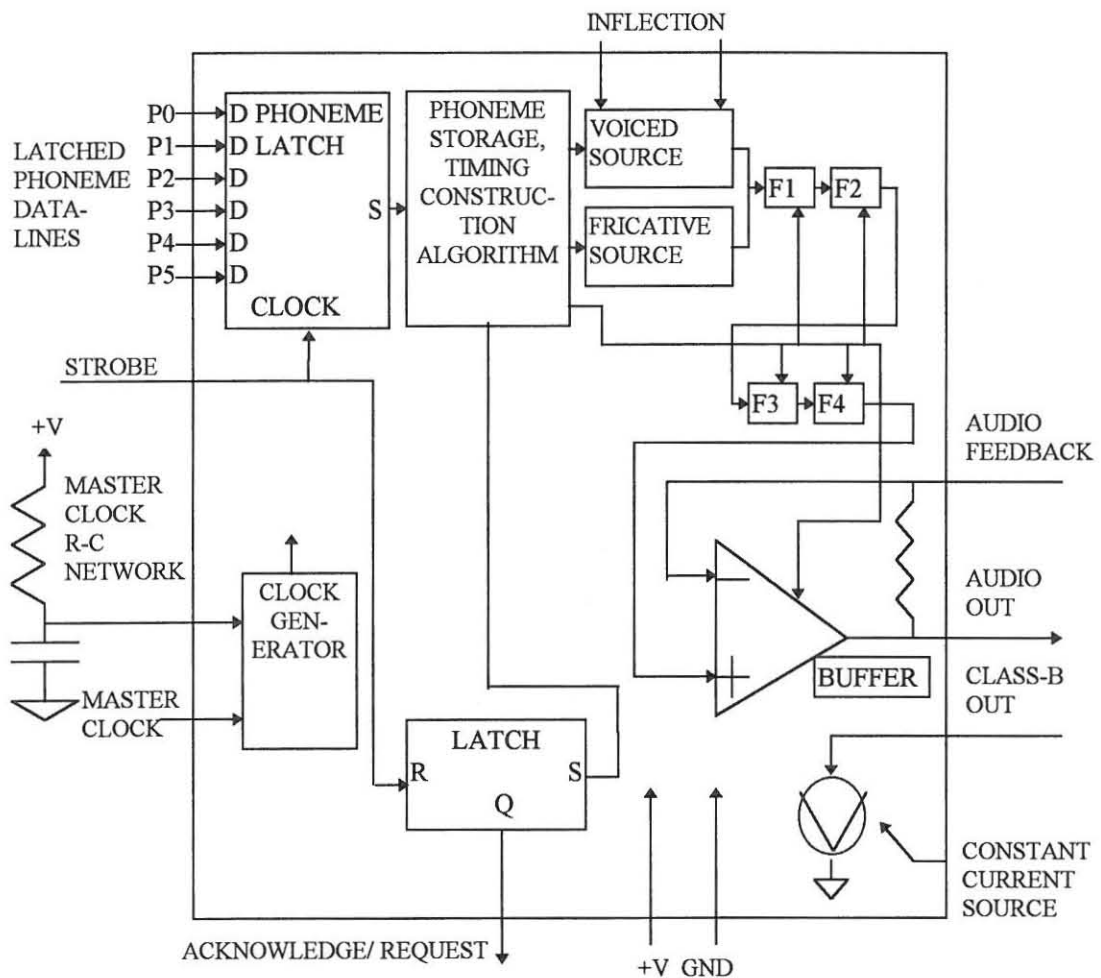 INFLECTION
LATCHED
PHONEME
DATA-
LINES
P0
P1
P2
P3
P4
P5
D PHONEME
D LATCH
D
D
D
D
S
CLOCK
PHONEME
STORAGE,
TIMING
CONSTRUC-
TION
ALGORITHM
VOICED
SOURCE
FRICATIVE
SOURCE
F1
F2
F3
F4
STROBE
+V
MASTER
CLOCK
R-C
NETWORK
CLOCK
GEN-
ERATOR
MASTER
CLOCK
LATCH
R
S
Q
AUDIO
FEEDBACK
AUDIO
OUT
BUFFER
CLASS-B
OUT
CONSTANT
CURRENT
SOURCE
ACKNOWLEDGE/ REQUEST
+V GND